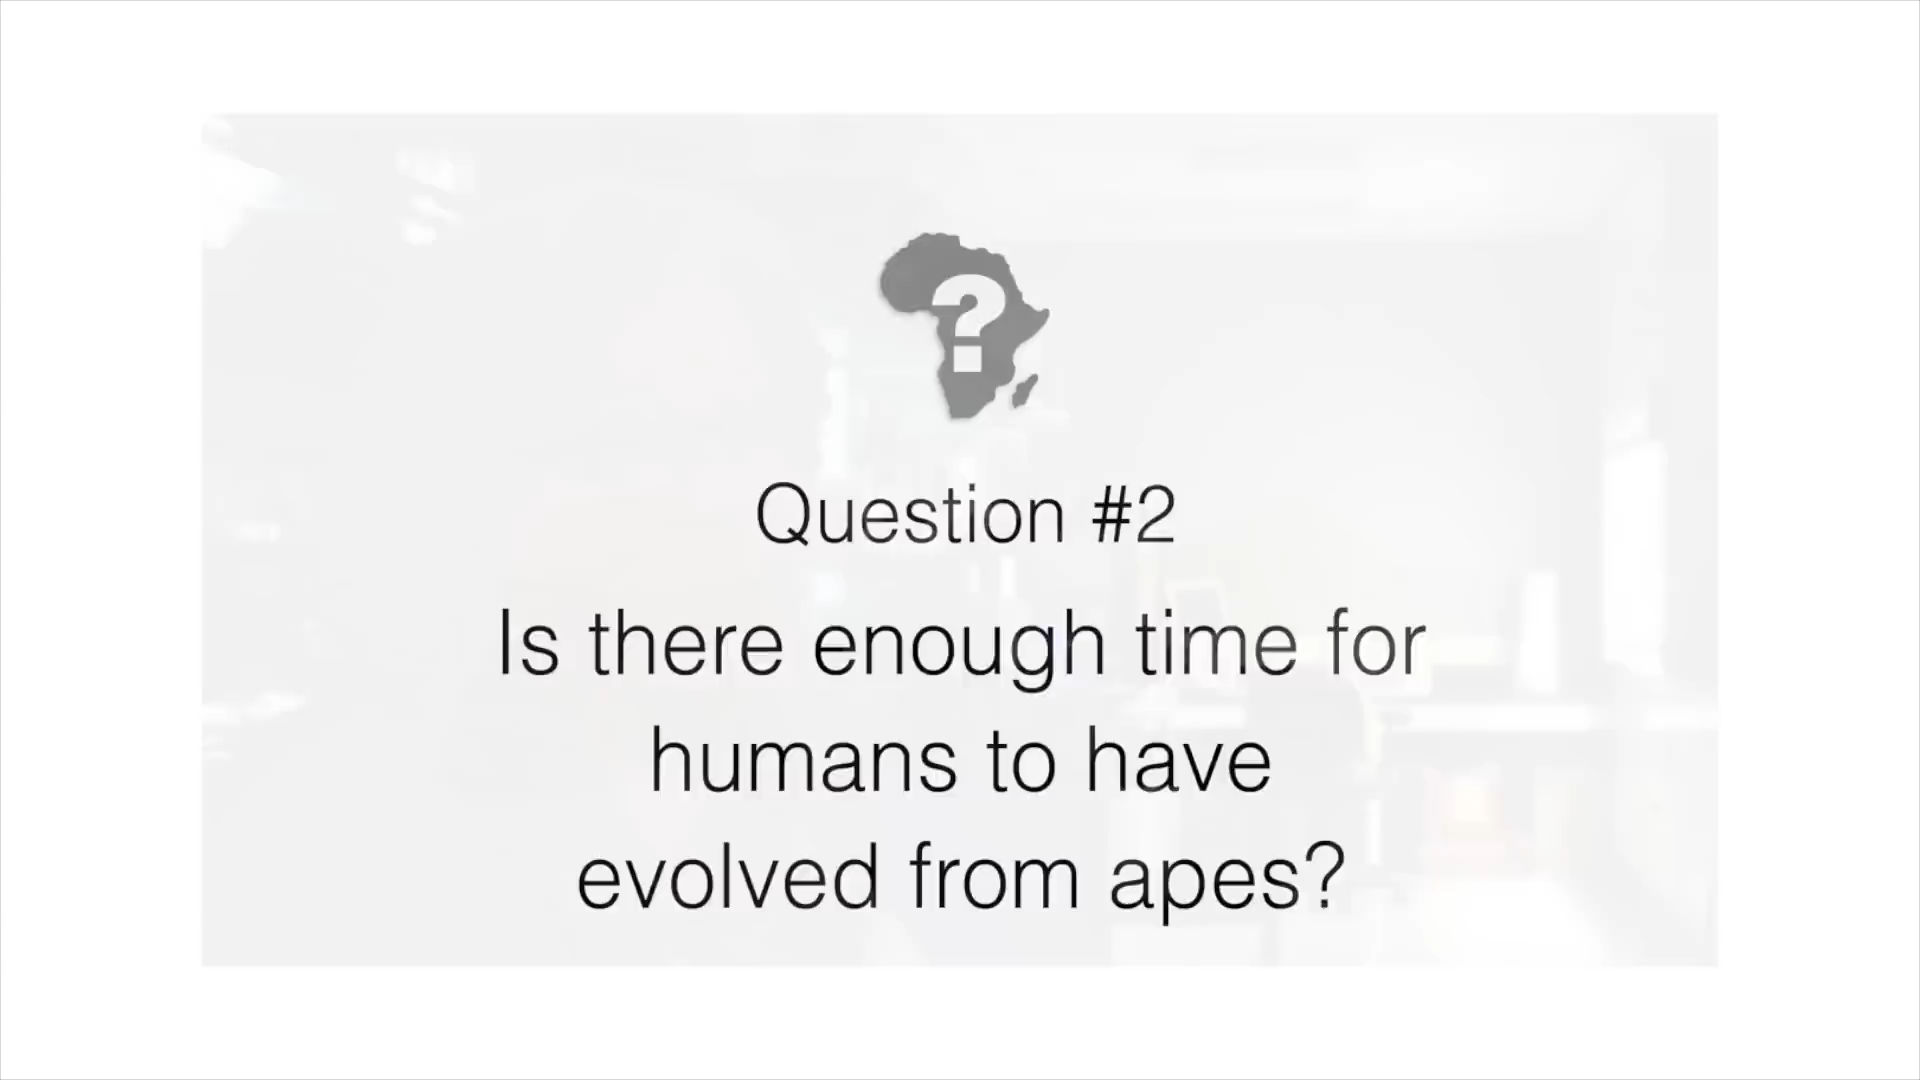 ?
Question #2
Is there enough time for
humans to have
evolved from apes?